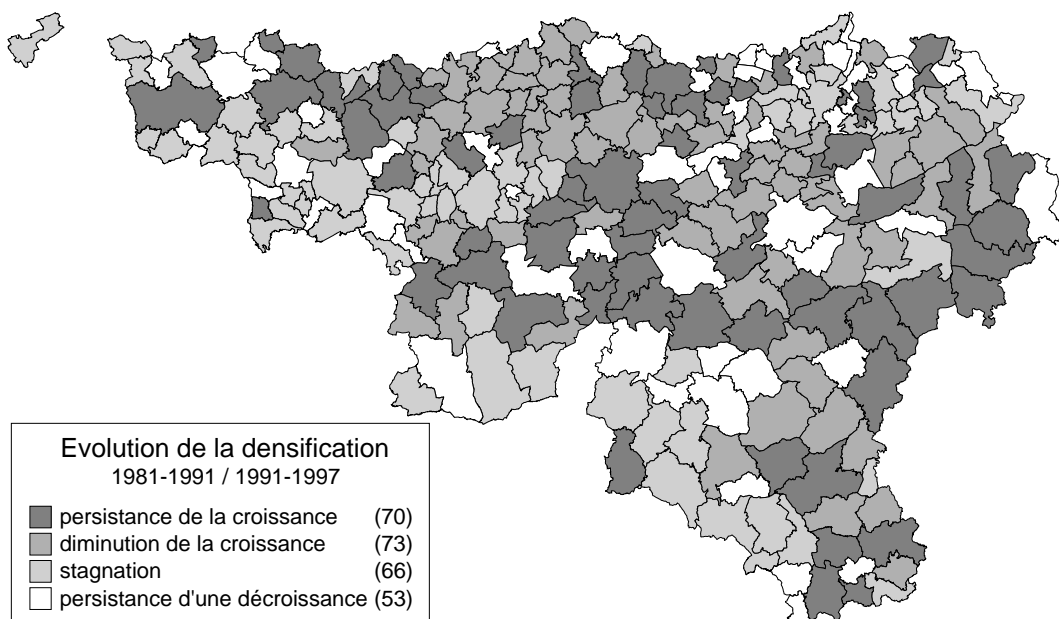 Evolution de la densification
1981-1991 / 1991-1997
persistance de la croissance (70)
diminution de la croissance (73)
stagnation (66)
persistance d'une décroissance (53)